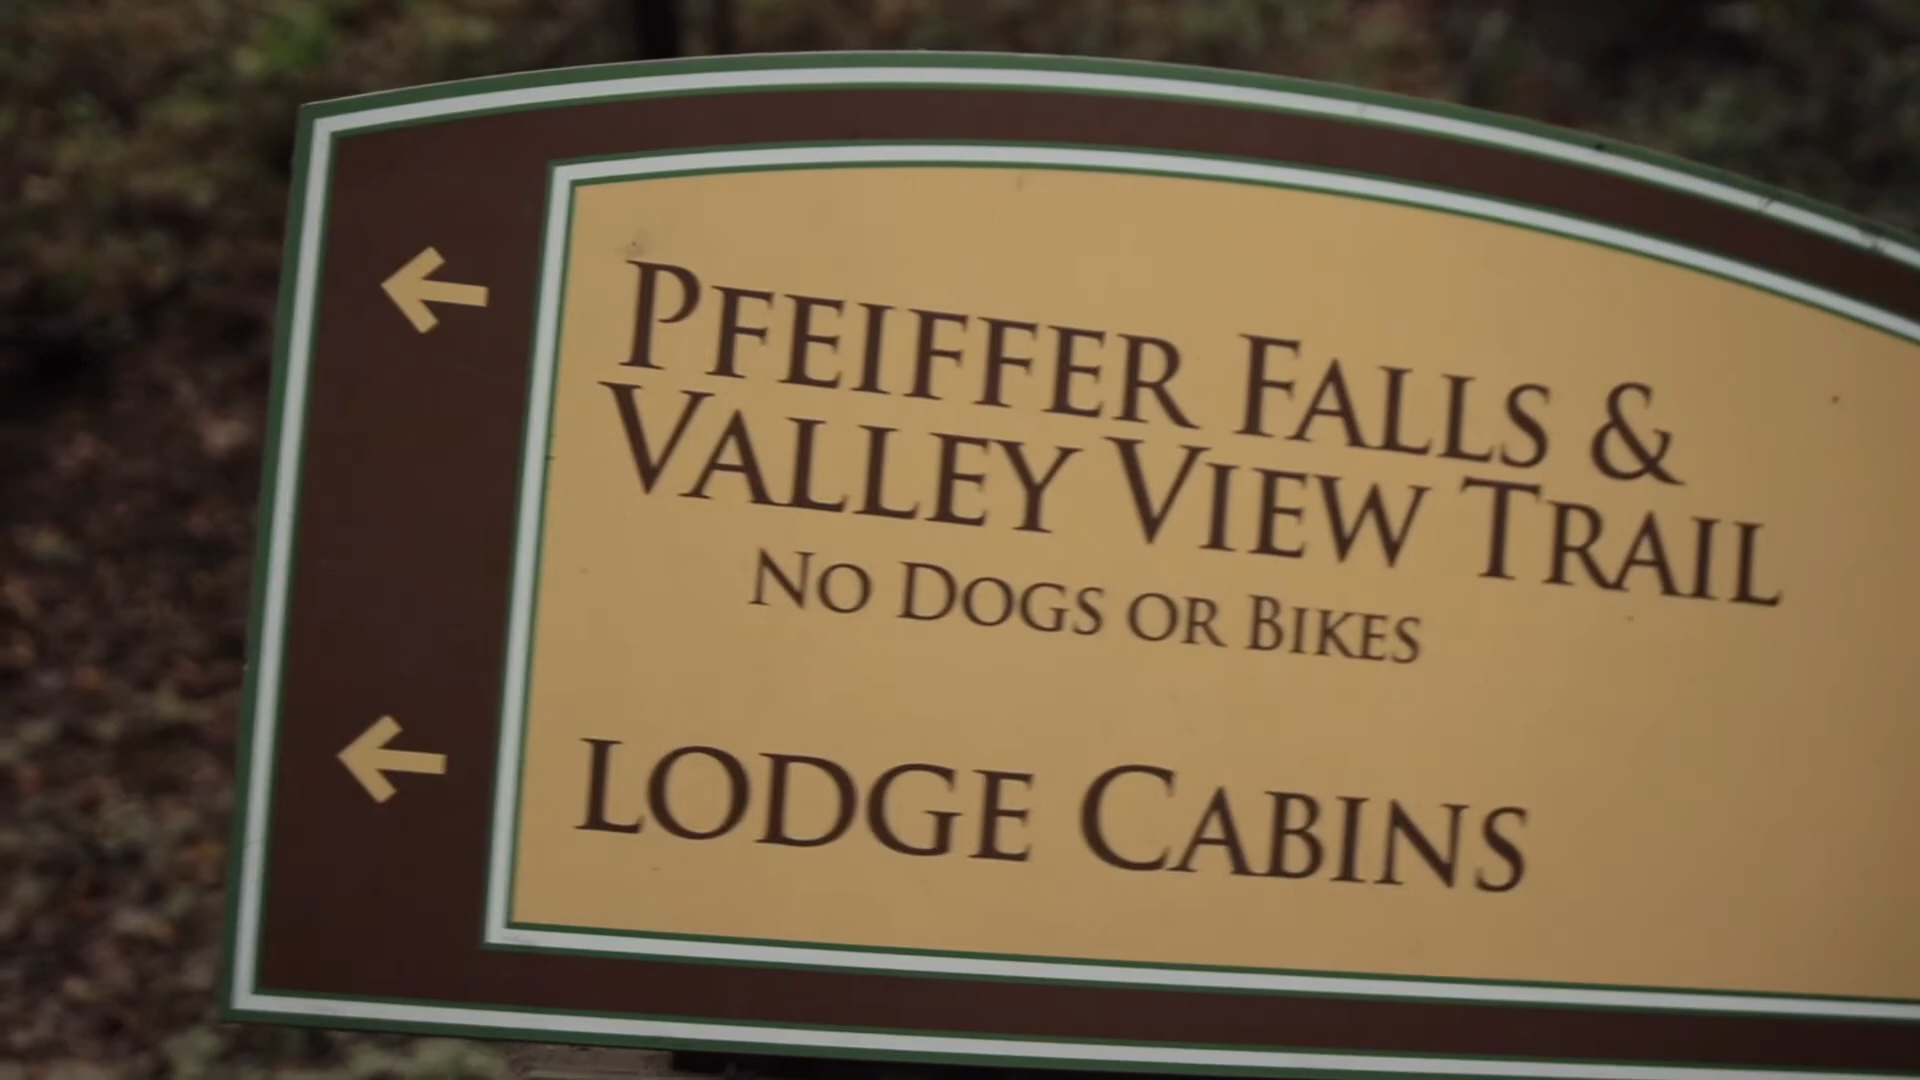 PFEIFFER FALLS &
VALLEY VIEW TRAIL
NO DOGS OR BIKES
LODGE CABINS